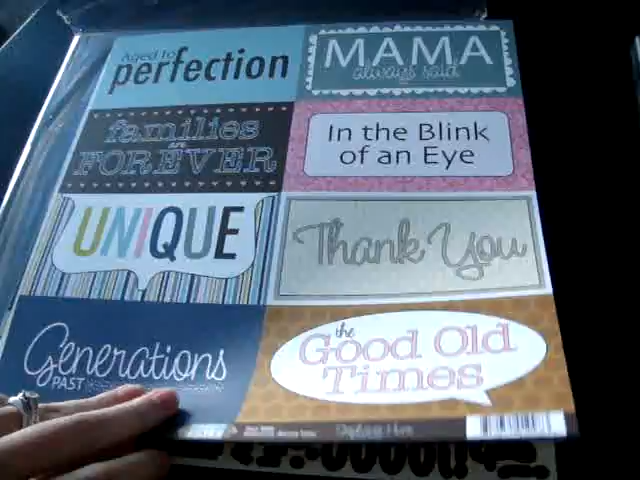 Aged to
perfection
MAMA
always said
families
are
FOREVER
In the Blink
of an Eye
UNIQUE
Thank You
Generations
PAST
the
Good Old
Times